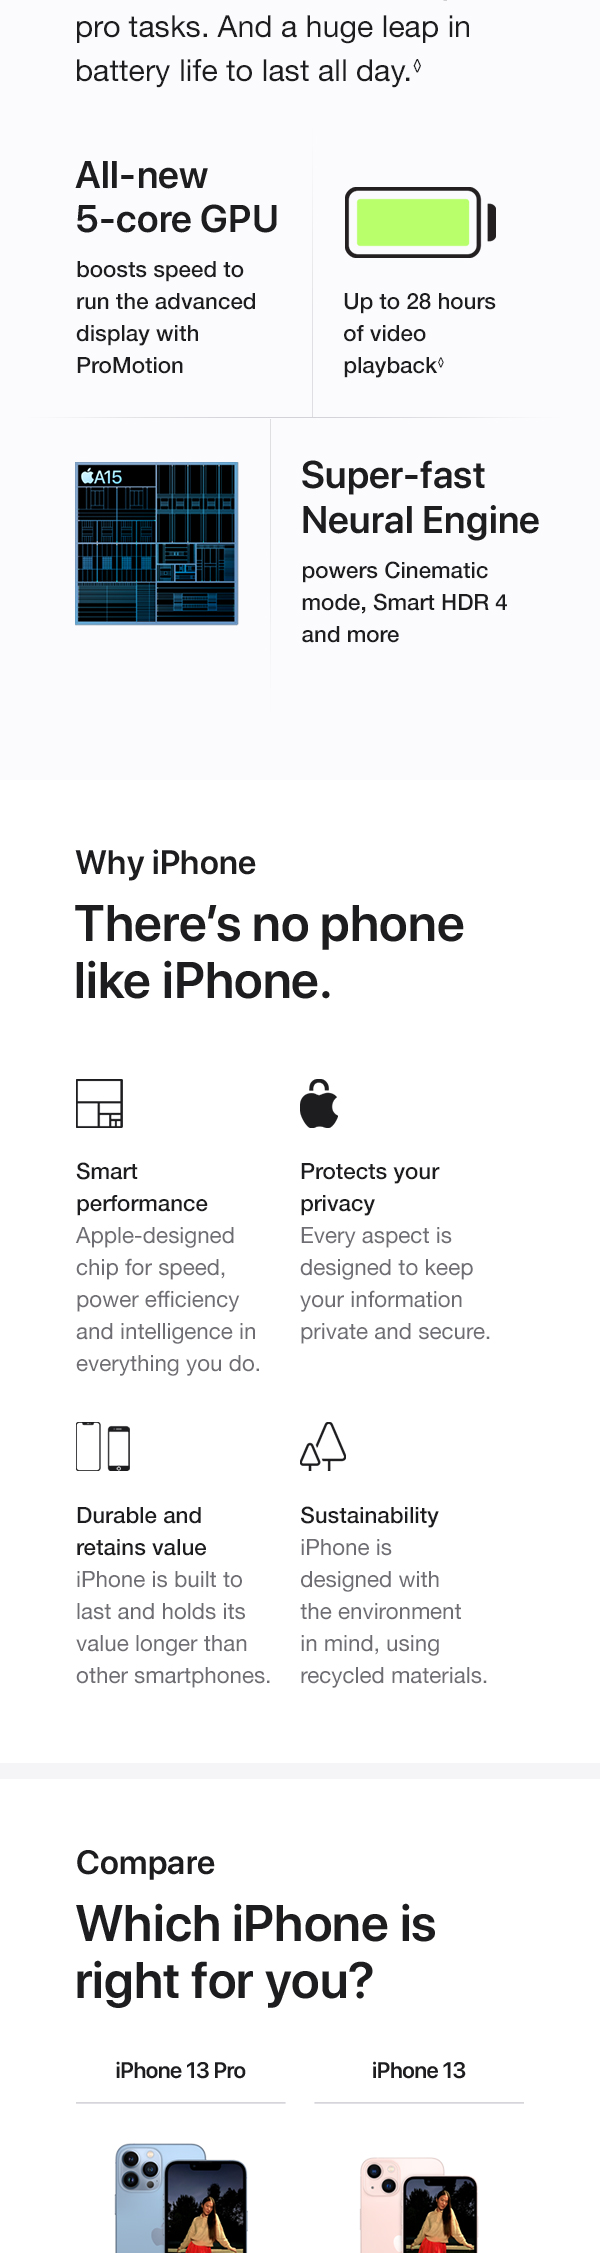 pro tasks. And a huge leap in
battery life to last all day.◊
All-new
5-core GPU
boosts speed to
run the advanced
display with
ProMotion
Up to 28 hours
of video
playback◊
A15
Super-fast
Neural Engine
powers Cinematic
mode, Smart HDR 4
and more
Why iPhone
There’s no phone
like iPhone.
Smart
performance
Apple-designed
chip for speed,
power efficiency
and intelligence in
everything you do.
Protects your
privacy
Every aspect is
designed to keep
your information
private and secure.
Durable and
retains value
iPhone is built to
last and holds its
value longer than
other smartphones.
Sustainability
iPhone is
designed with
the environment
in mind, using
recycled materials.
Compare
Which iPhone is
right for you?
iPhone 13 Pro
iPhone 13